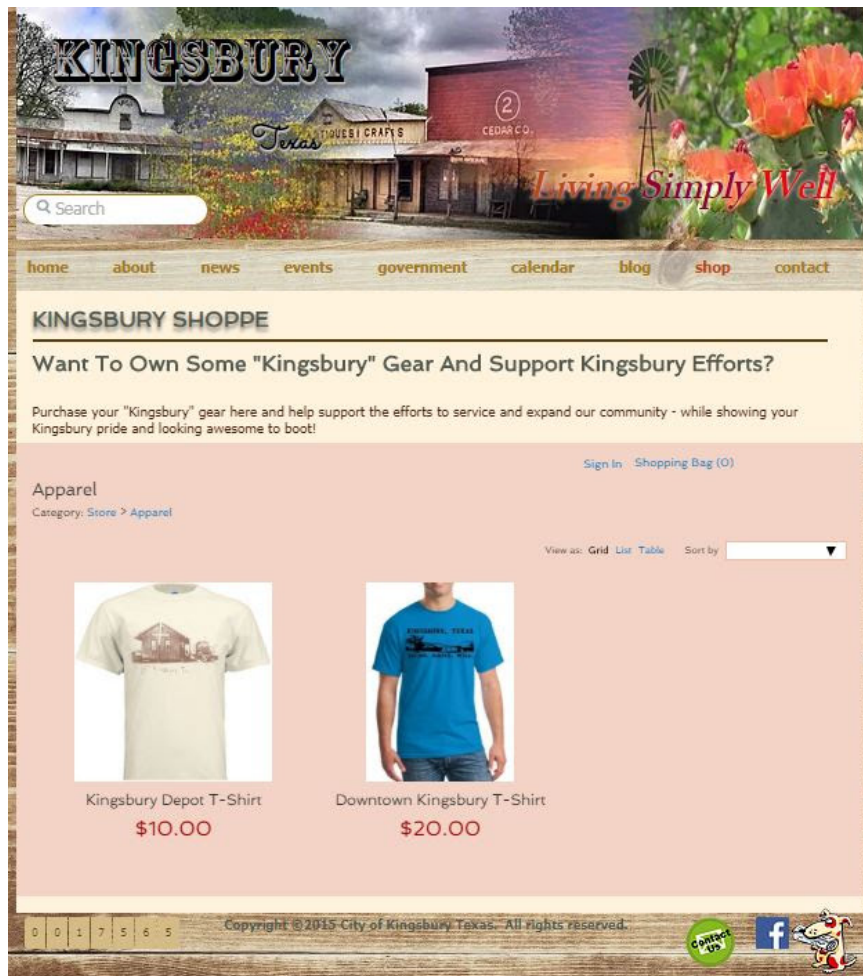 KINGSBURY
Texas
ANTIQUES | CRAFTS
2
CEDAR CO.
Living Simply Well
Search
home about news events government calendar blog shop contact
KINGSBURY SHOPPE
Want To Own Some "Kingsbury" Gear And Support Kingsbury Efforts?
Purchase your "Kingsbury" gear here and help support the efforts to service and expand our community - while showing your
Kingsbury pride and looking awesome to boot!
Sign In Shopping Bag (0)
Apparel
Category: Store > Apparel
View as: Grid List Table Sort by
KINGSBURY, TEXAS
Kingsbury Depot T-Shirt Downtown Kingsbury T-Shirt
$10.00 $20.00
0 0 1 7 5 6 5
Copyright ©2015 City of Kingsbury Texas. All rights reserved.
Contact
Us
f